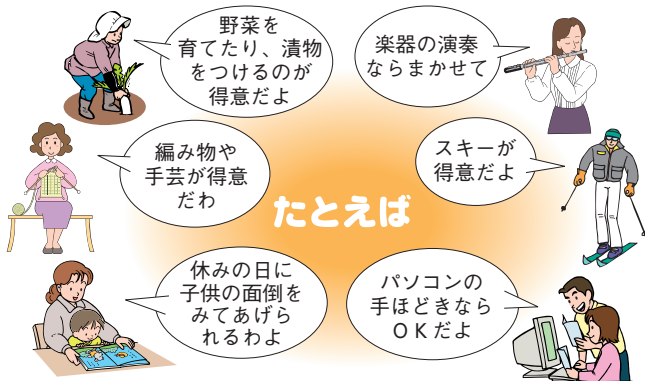 野菜を
育てたり、漬物
をつけるのが
得意だよ
楽器の演奏
ならまかせて
編み物や
手芸が得意
だわ
スキーが
得意だよ
たとえば
休みの日に
子供の面倒を
みてあげら
れるわよ
パソコンの
手ほどきなら
ＯＫだよ